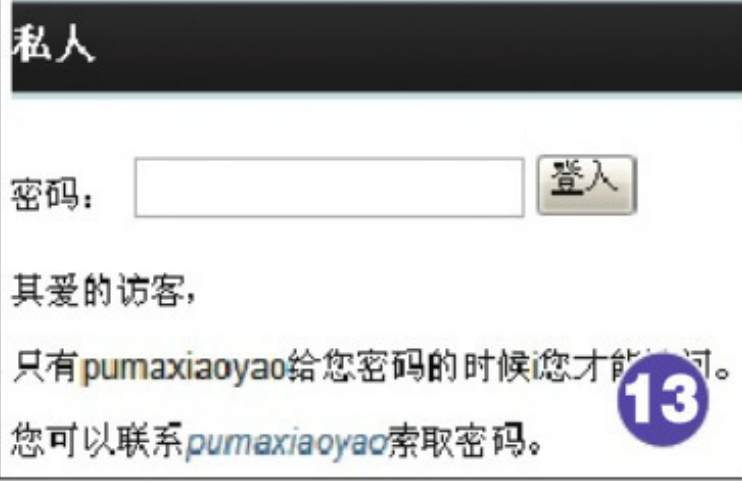 私人
密码： 登入
其爱的访客，
只有pumaxiaoyao给您密码的时候i您才能 问。
13
您可以联系pumaxiaoyao索取密码。